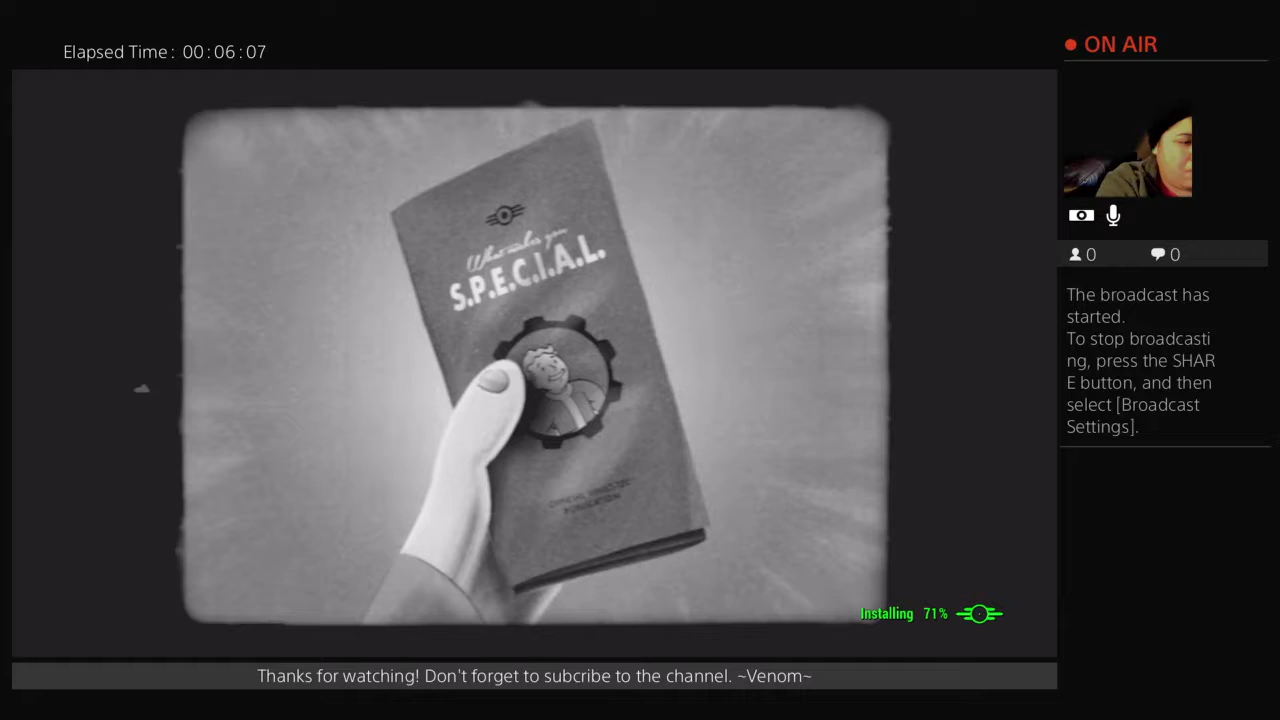 Elapsed Time: 00:06:07
ON AIR
What makes you
S.P.E.C.I.A.L.
0
0
The broadcast has
started.
To stop broadcasti
ng, press the SHAR
E button, and then
select [Broadcast
Settings].
Installing 71%
Thanks for watching! Don't forget to subcribe to the channel. ~Venom~